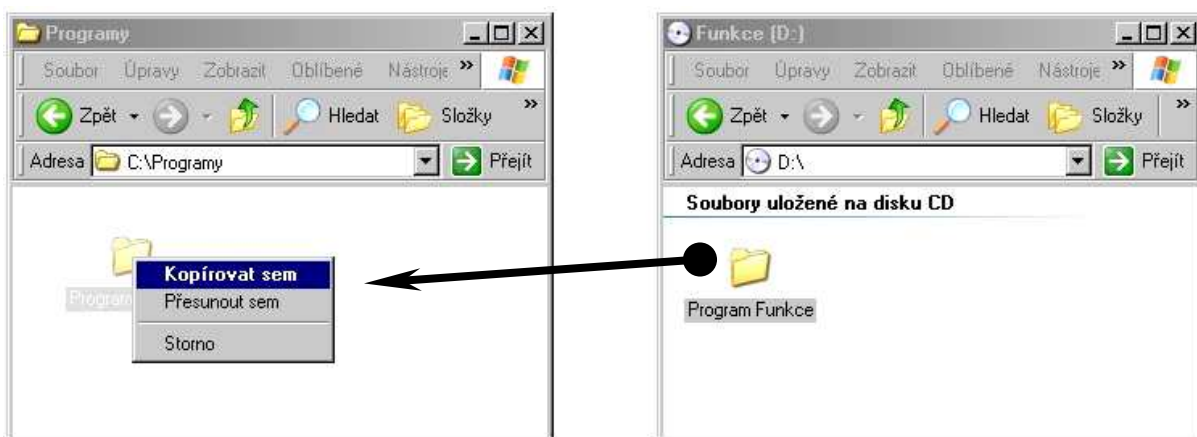 Programy
Soubor Úpravy Zobrazit Oblíbené Nástroje »
Zpět Hledat Složky »
Adresa C:\Programy Přejít
Program
Kopírovat sem
Přesunout sem
Storno
Funkce (D:)
Soubor Úpravy Zobrazit Oblíbené Nástroje »
Zpět Hledat Složky »
Adresa D:\ Přejít
Soubory uložené na disku CD
Program Funkce